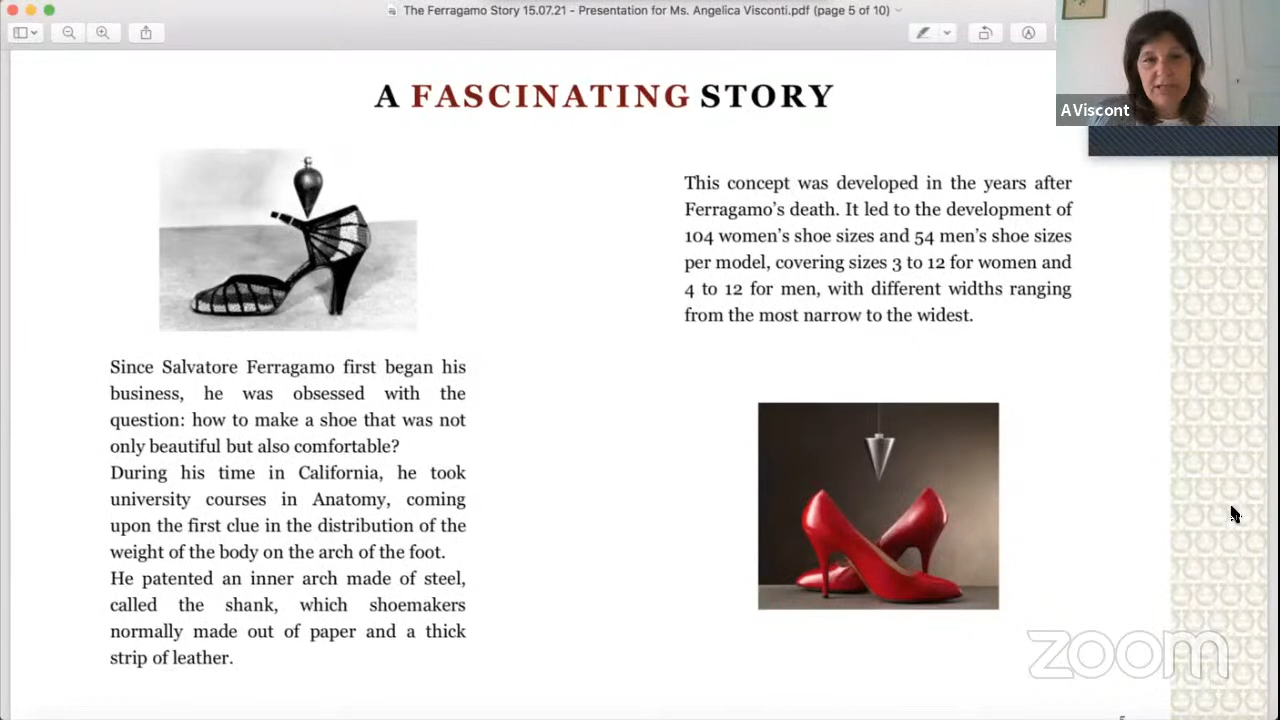 The Ferragamo Story 15.07.21 - Presentation for Ms. Angelica Visconti.pdf (page 5 of 10)
A FASCINATING STORY
AViscont
This concept was developed in the years after
Ferragamo’s death. It led to the development of
104 women’s shoe sizes and 54 men’s shoe sizes
per model, covering sizes 3 to 12 for women and
4 to 12 for men, with different widths ranging
from the most narrow to the widest.
Since Salvatore Ferragamo first began his
business, he was obsessed with the
question: how to make a shoe that was not
only beautiful but also comfortable?
During his time in California, he took
university courses in Anatomy, coming
upon the first clue in the distribution of the
weight of the body on the arch of the foot.
He patented an inner arch made of steel,
called the shank, which shoemakers
normally made out of paper and a thick
strip of leather.
zoom